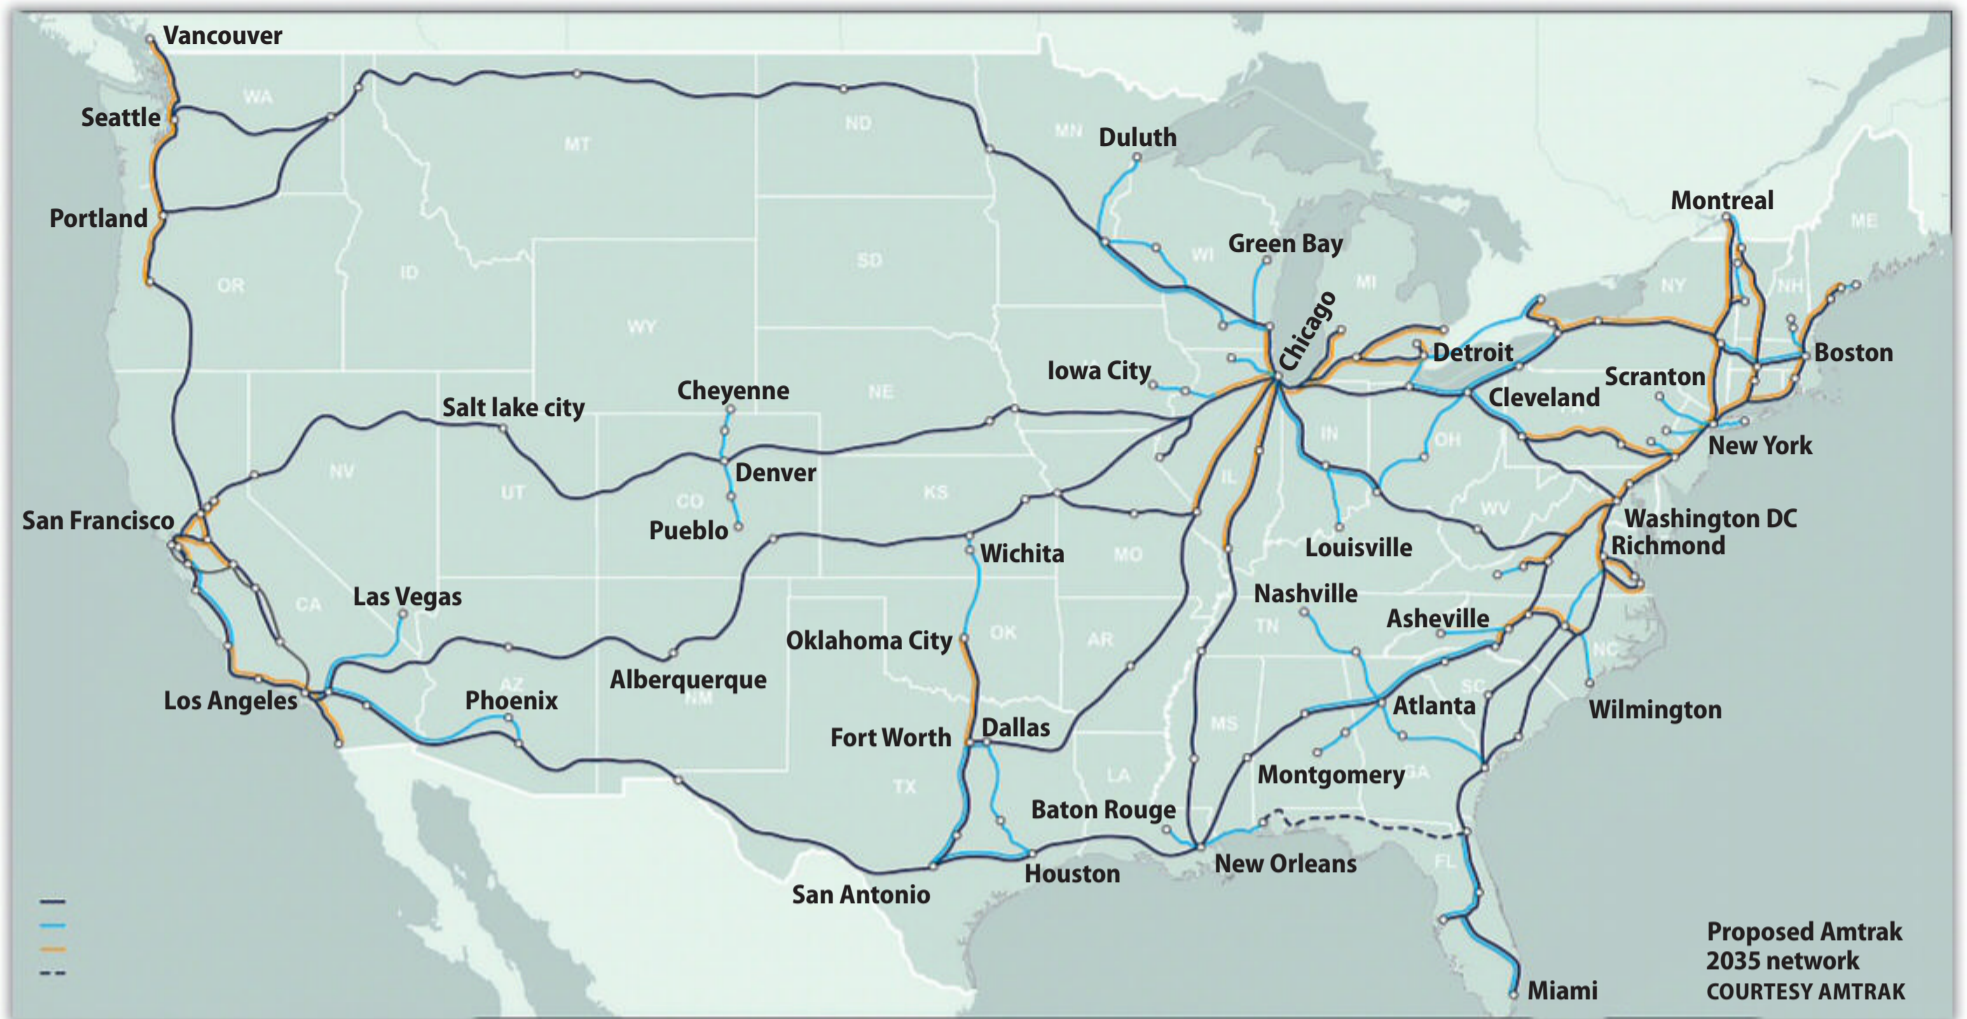 Vancouver
WA
Seattle
MT
ND
MN
Duluth
Portland
Montreal
ME
OR
ID
SD
WI
Green Bay
MI
NY
NH
WY
Chicago
Detroit
Boston
Iowa City
Scranton
Cheyenne
NE
Cleveland
Salt lake city
IN
OH
New York
NV
Denver
UT
CO
KS
IL
WV
San Francisco
Pueblo
Washington DC
Wichita
MO
Louisville
Richmond
CA
Las Vegas
Nashville
Asheville
TN
Oklahoma City
OK
AR
NC
Alberquerque
AZ
NM
SC
Los Angeles
Phoenix
Atlanta
Wilmington
Fort Worth
Dallas
MS
TX
LA
Montgomery
GA
Baton Rouge
Houston
New Orleans
FL
San Antonio
Proposed Amtrak
2035 network
COURTESY AMTRAK
Miami